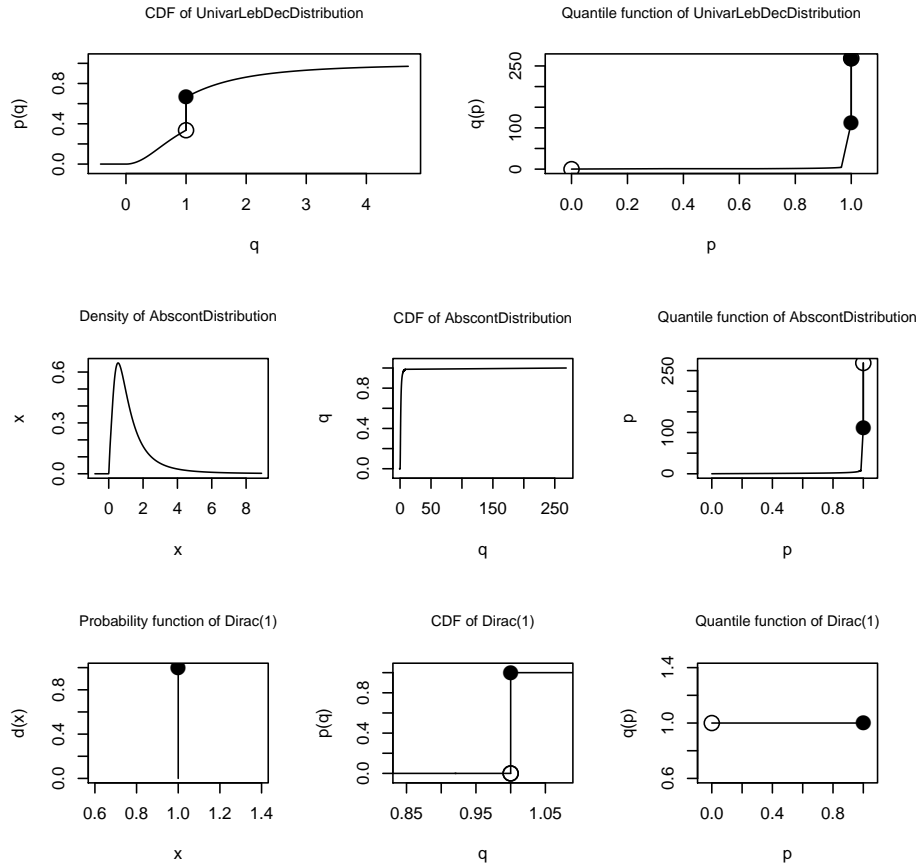 CDF of UnivarLebDecDistribution
p(q)
0.0 0.4 0.8
0 1 2 3 4
q
Quantile function of UnivarLebDecDistribution
q(p)
0 100 250
0.0 0.2 0.4 0.6 0.8 1.0
p
Density of AbscontDistribution
x
0.0 0.3 0.6
0 2 4 6 8
x
CDF of AbscontDistribution
q
0.0 0.4 0.8
0 50 150 250
q
Quantile function of AbscontDistribution
p
0 100 250
0.0 0.4 0.8
p
Probability function of Dirac(1)
d(x)
0.0 0.4 0.8
0.6 0.8 1.0 1.2 1.4
x
CDF of Dirac(1)
p(q)
0.0 0.4 0.8
0.85 0.95 1.05
q
Quantile function of Dirac(1)
q(p)
0.6 1.0 1.4
0.0 0.4 0.8
p